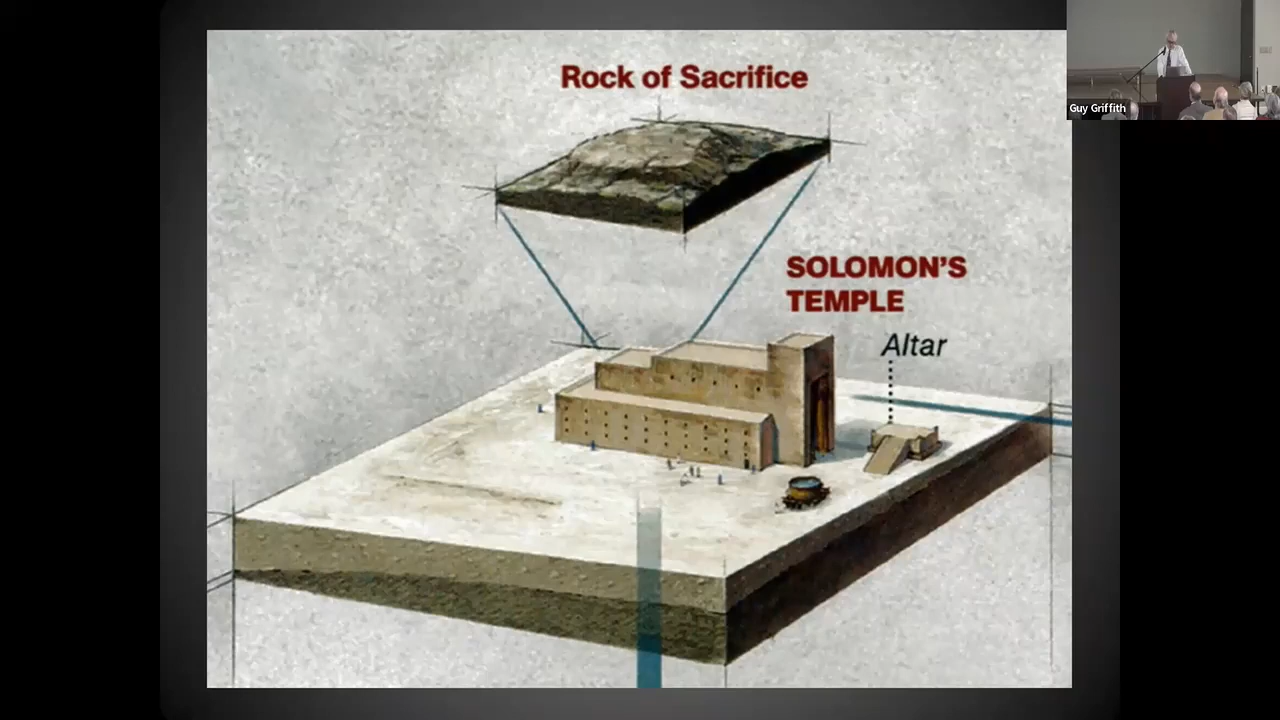 Rock of Sacrifice
SOLOMON'S
TEMPLE
Altar
Guy Griffith